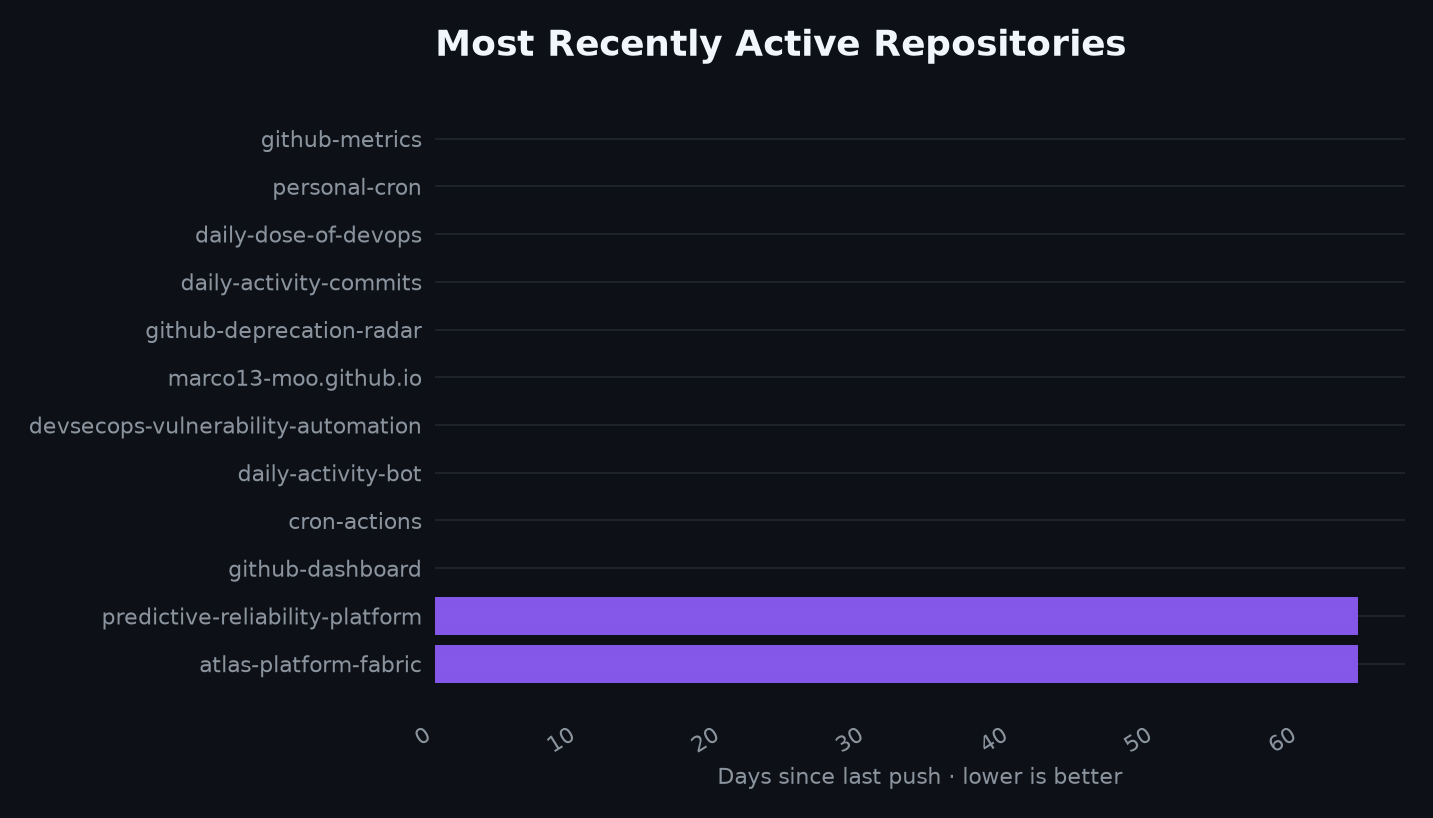 Most Recently Active Repositories
github-metrics
personal-cron
daily-dose-of-devops
daily-activity-commits
github-deprecation-radar
marco13-moo.github.io
devsecops-vulnerability-automation
daily-activity-bot
cron-actions
github-dashboard
predictive-reliability-platform
atlas-platform-fabric
0 10 20 30 40 50 60
Days since last push · lower is better